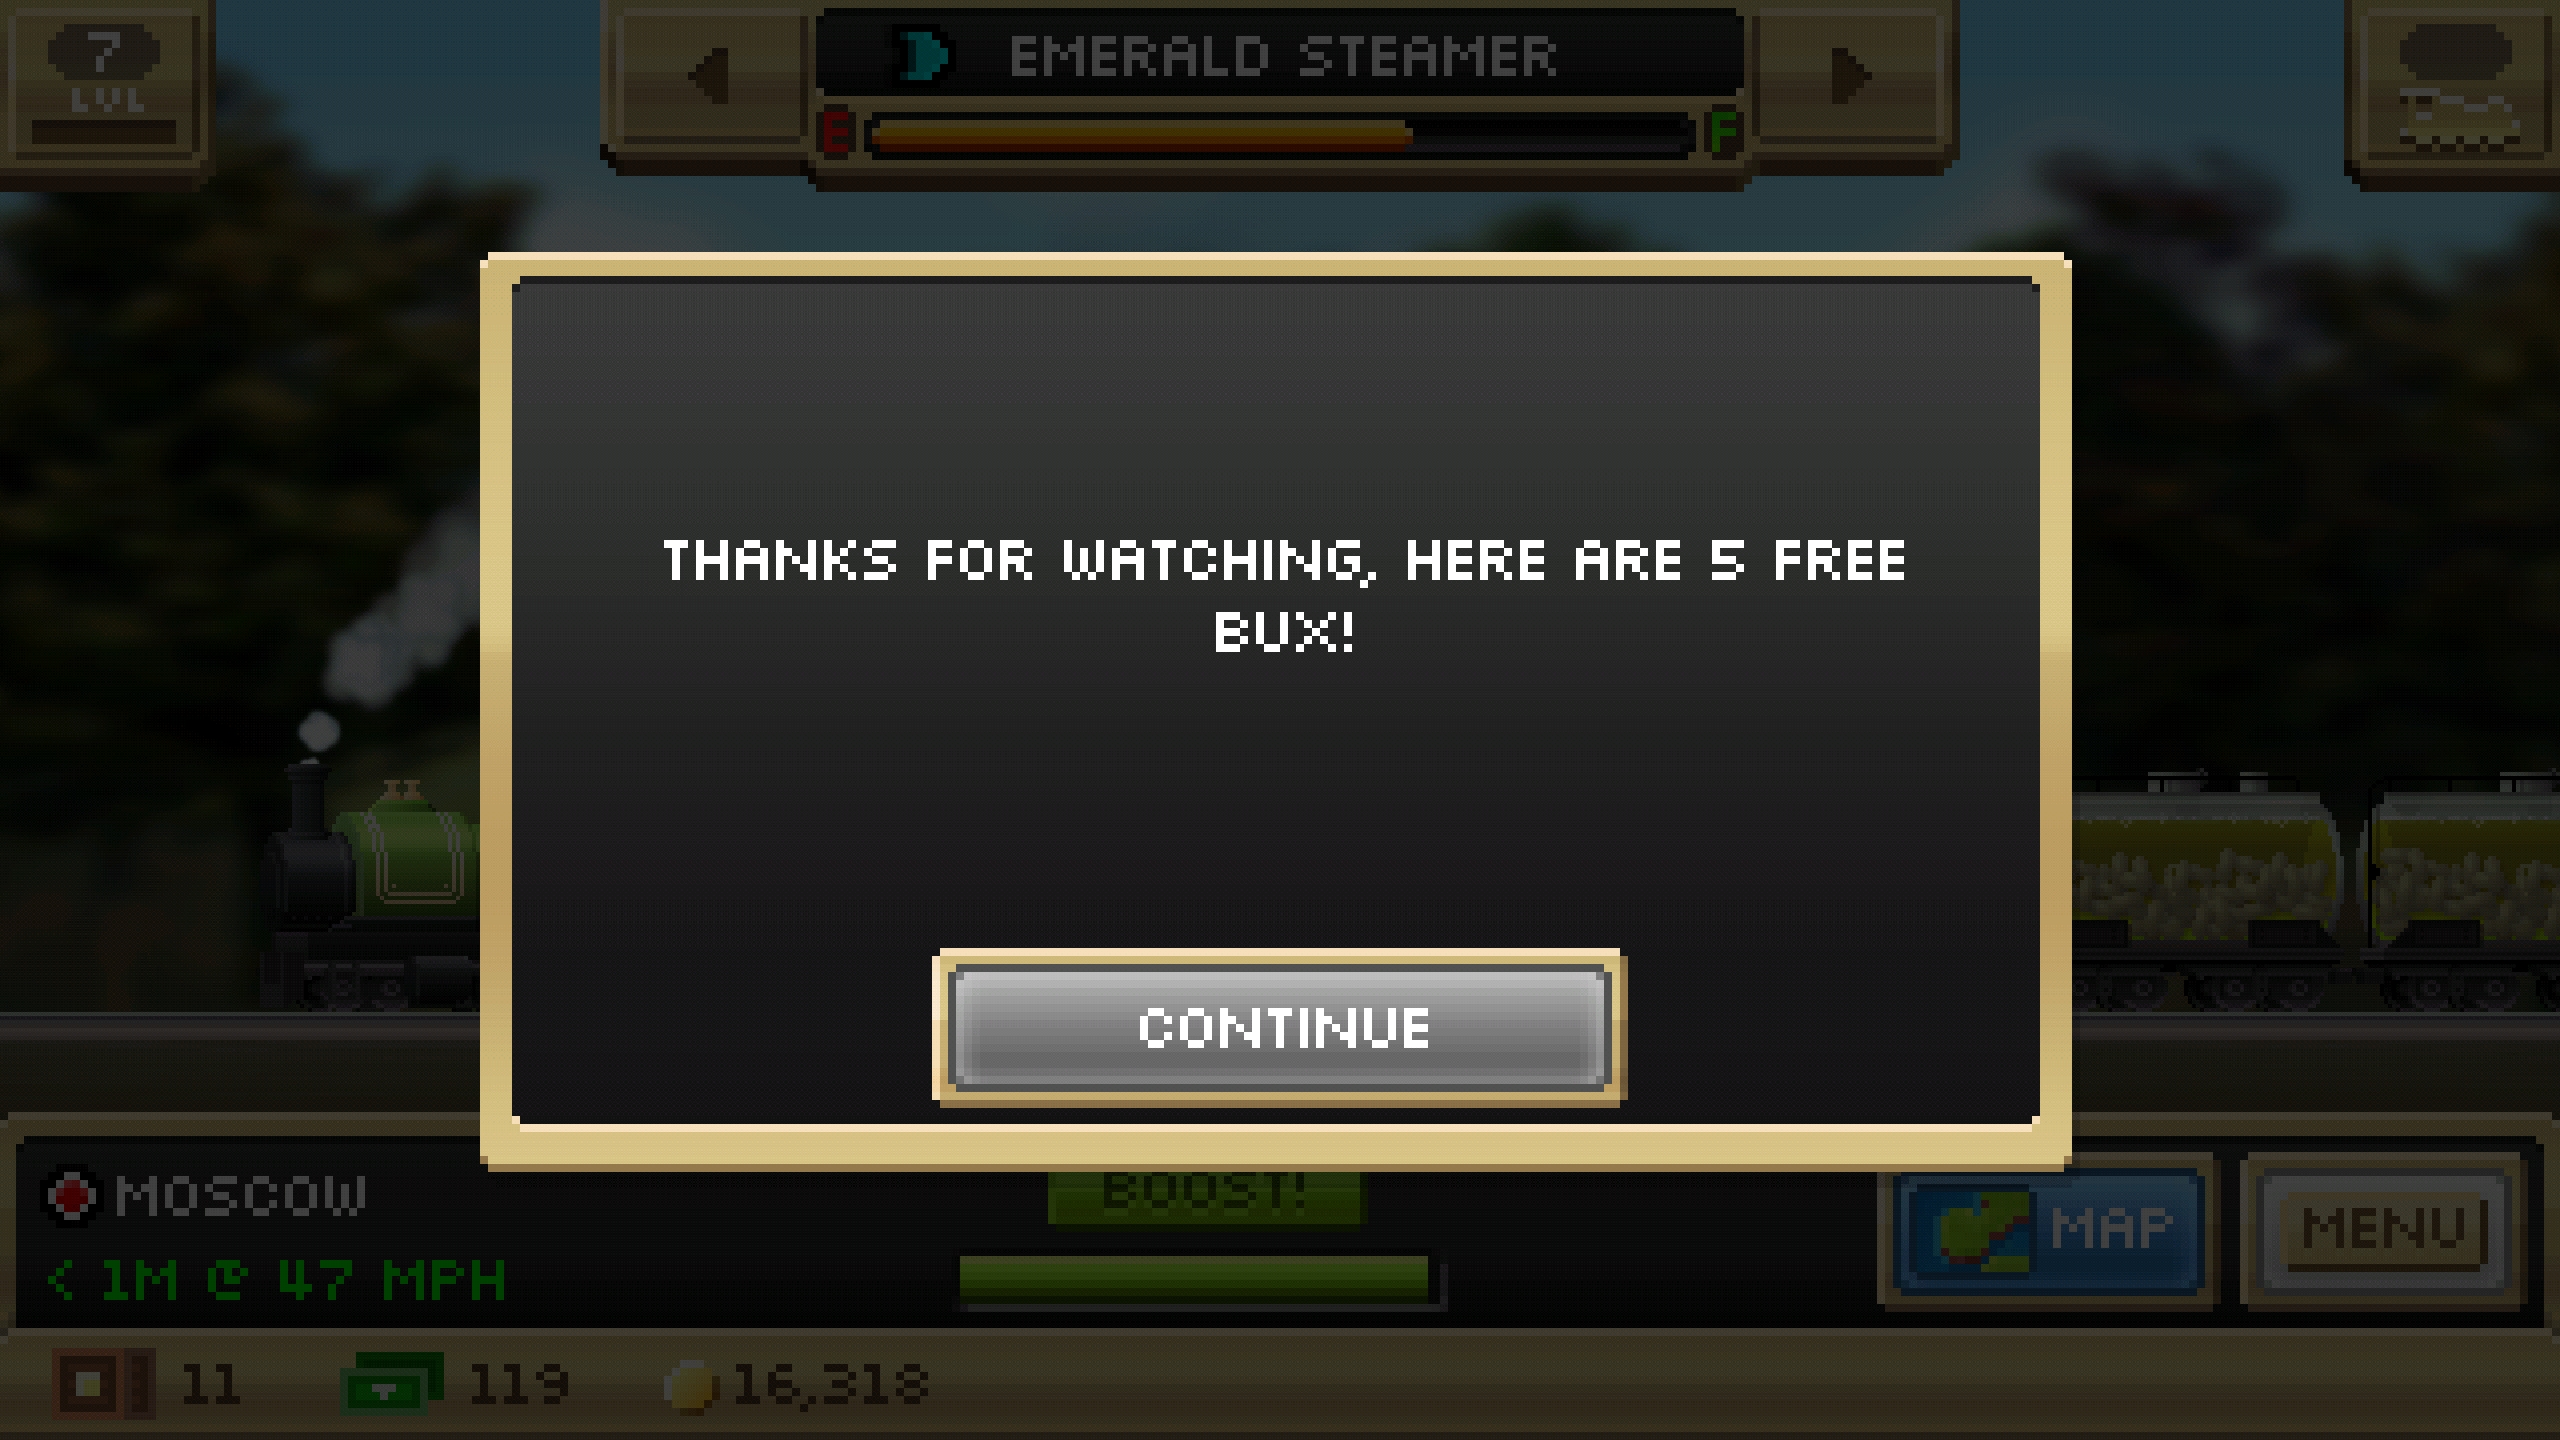 7
LVL
EMERALD STEAMER
E F
THANKS FOR WATCHING, HERE ARE 5 FREE
BUX!
CONTINUE
MOSCOW
BOOST!
MAP
MENU
< 1M @ 47 MPH
11
119
16,318